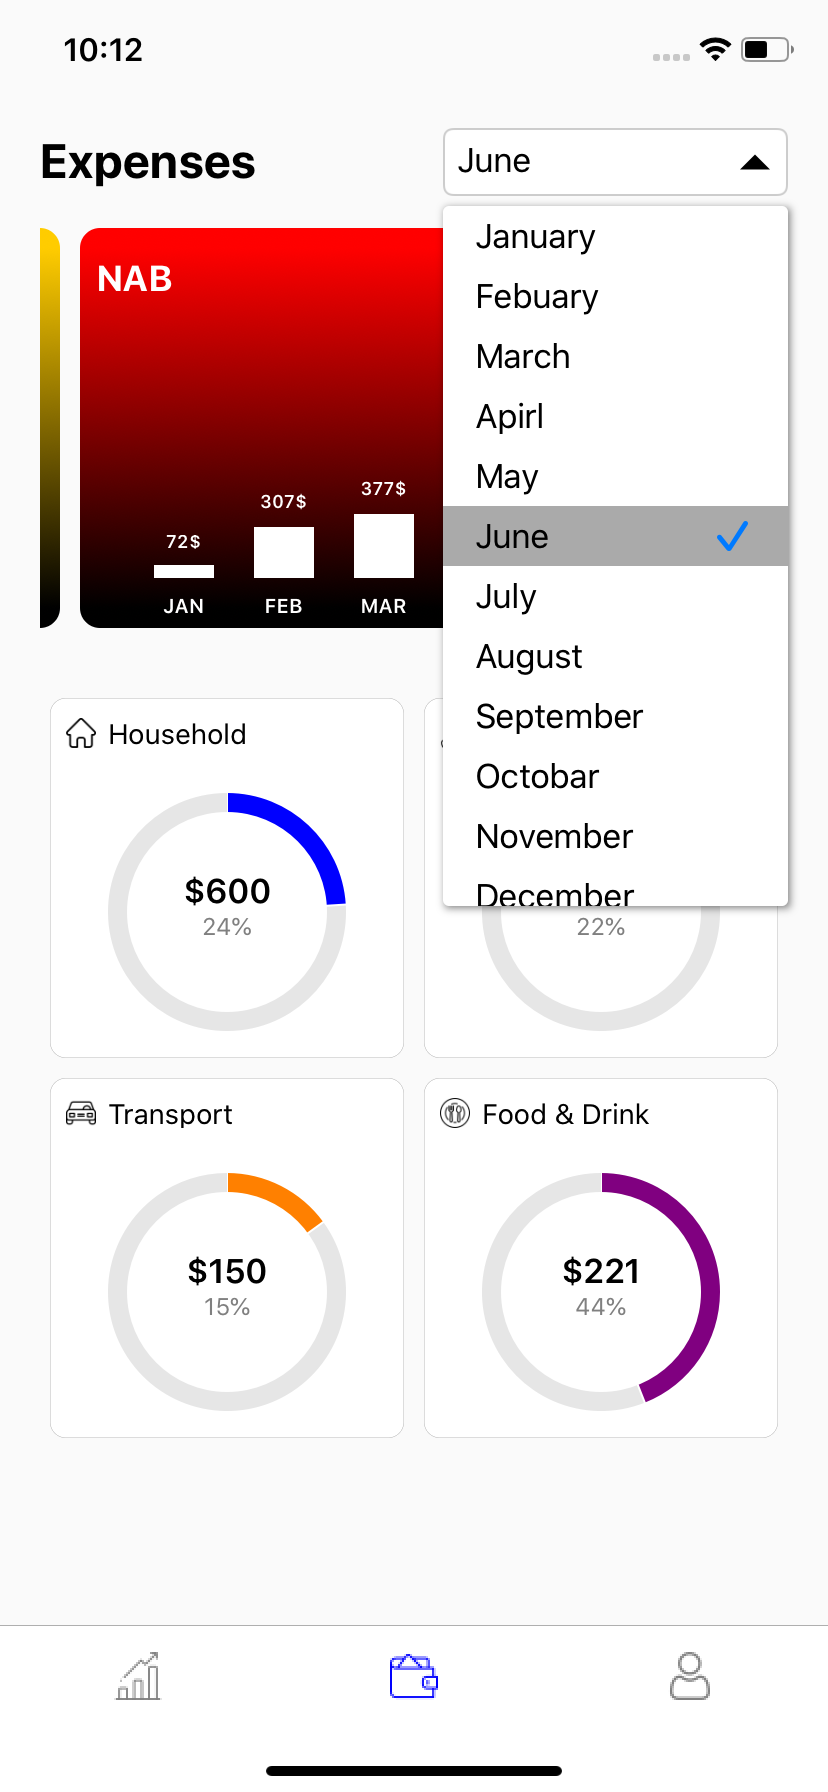 10:12
Expenses
June
January
Febuary
March
Apirl
May
June
July
August
September
Octobar
November
December
NAB
72$
307$
377$
JAN
FEB
MAR
Household
$600
24%
22%
Transport
$150
15%
Food & Drink
$221
44%